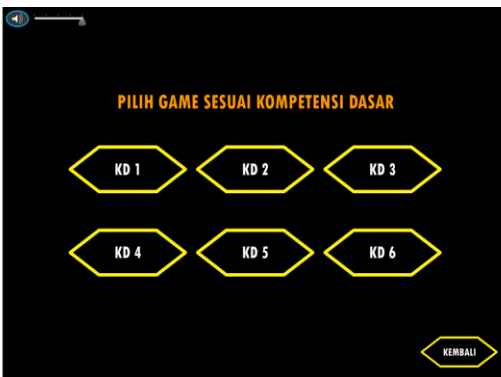 PILIH GAME SESUAI KOMPETENSI DASAR
KD 1 KD 2 KD 3
KD 4 KD 5 KD 6
KEMBALI